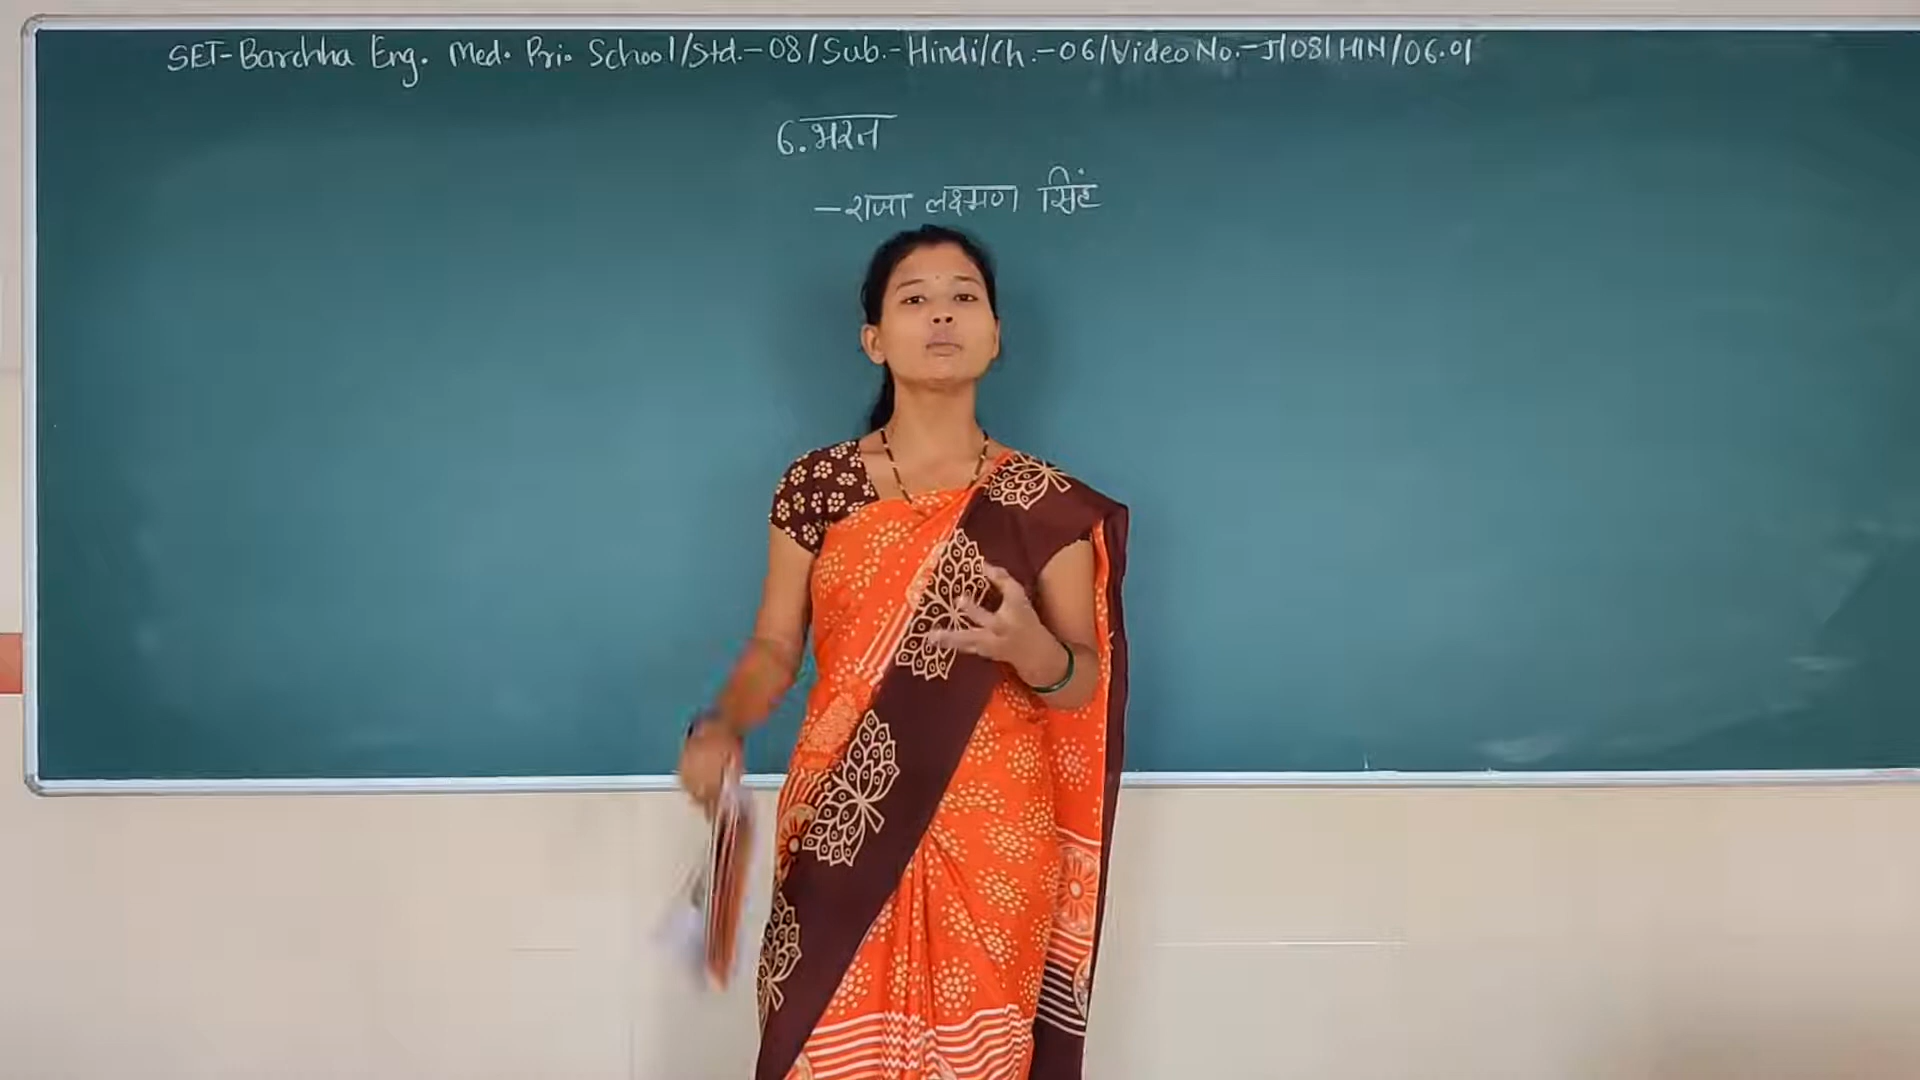 SET-Barchha Eng. Med. Pri. School/Std.-08/Sub.-Hindi/Ch.-06/Video No.-J/08/HIN/06.01
6. भरत
- राजा लक्ष्मण सिंह